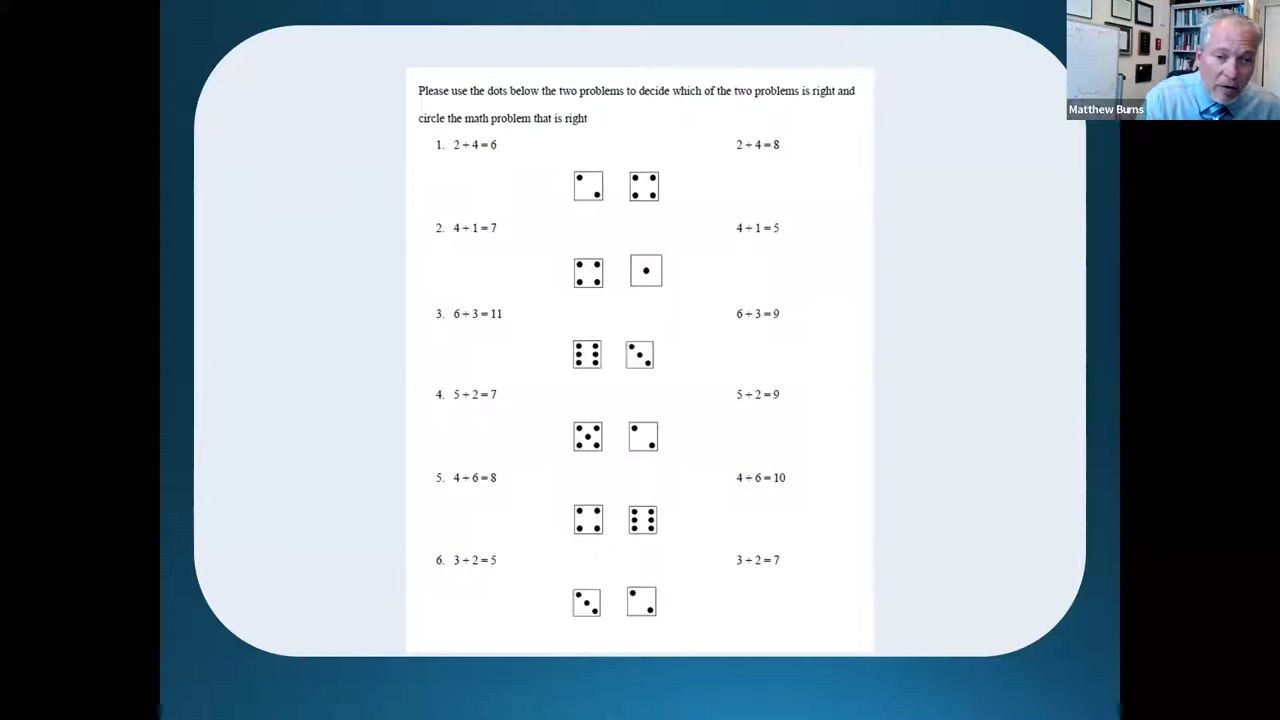 Please use the dots below the two problems to decide which of the two problems is right and
circle the math problem that is right
1. 2 + 4 = 6 2 + 4 = 8
2. 4 + 1 = 7 4 + 1 = 5
3. 6 + 3 = 11 6 + 3 = 9
4. 5 + 2 = 7 5 + 2 = 9
5. 4 + 6 = 8 4 + 6 = 10
6. 3 + 2 = 5 3 + 2 = 7
Matthew Burns